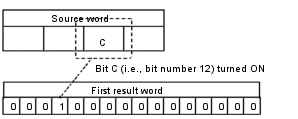 Source word
C
Bit C (i.e., bit number 12) turned ON
First result word
0 0 0 1 0 0 0 0 0 0 0 0 0 0 0 0